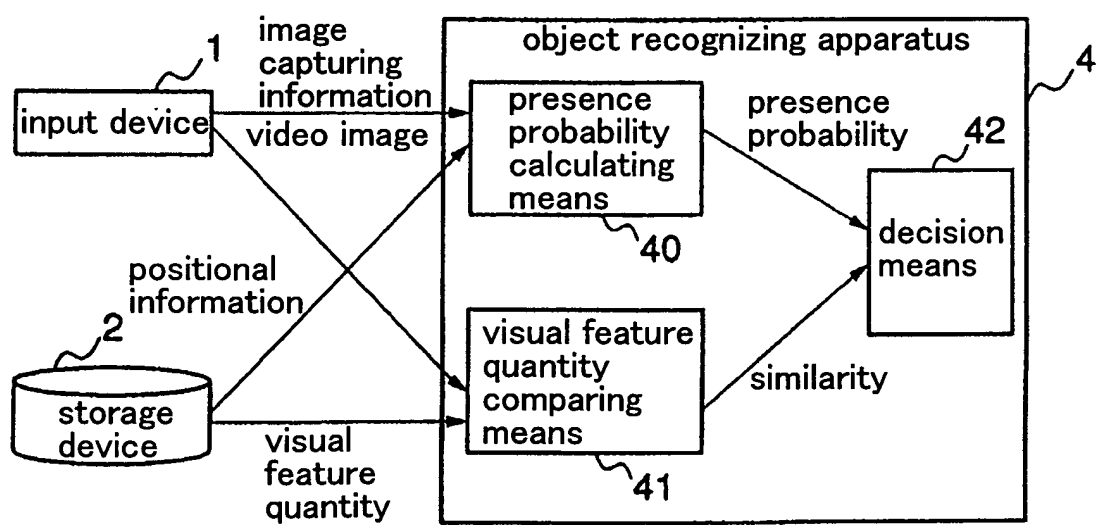 object recognizing apparatus
1
image
capturing
information
video image
input device
4
presence
probability
calculating
means
40
presence
probability
42
decision
means
positional
information
2
storage
device
visual
feature
quantity
visual feature
quantity
comparing
means
41
similarity